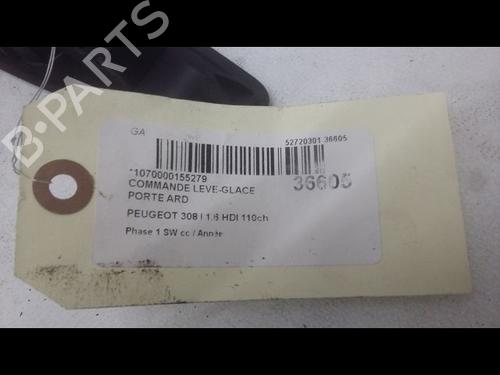 B-PARTS
GA
52720301 36605
*1070000155279
COMMANDE LEVE-GLACE
36605
PORTE ARD
PEUGEOT 308 I 1.6 HDI 110ch
Phase 1 SW cc / Année